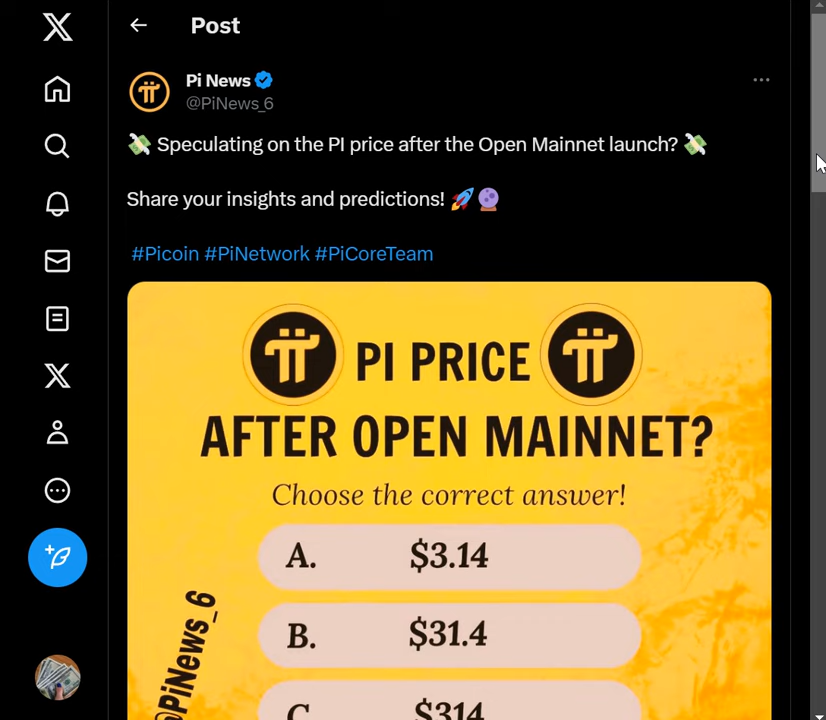 Post
Pi News
@PiNews_6
💸 Speculating on the PI price after the Open Mainnet launch? 💸
Share your insights and predictions! 🚀🔮
#Picoin #PiNetwork #PiCoreTeam
PI PRICE
AFTER OPEN MAINNET?
Choose the correct answer!
A. $3.14
B. $31.4
C. $314
@PiNews_6